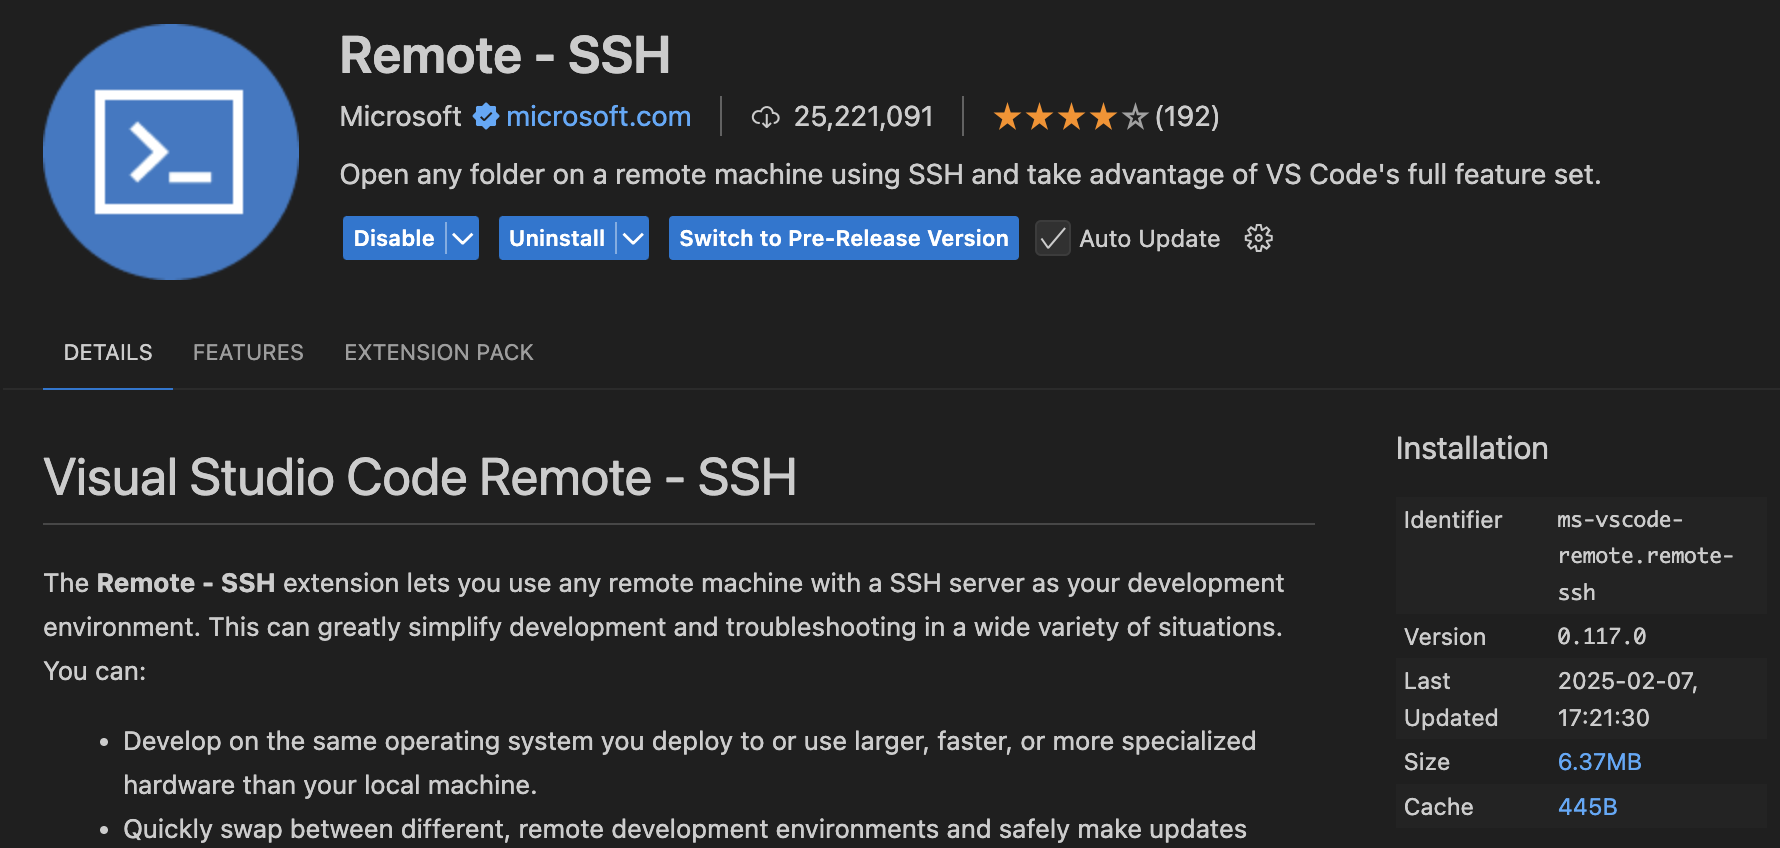 Remote - SSH
Microsoft microsoft.com 25,221,091 (192)
Open any folder on a remote machine using SSH and take advantage of VS Code's full feature set.
Disable Uninstall Switch to Pre-Release Version Auto Update
DETAILS FEATURES EXTENSION PACK
Visual Studio Code Remote - SSH
The Remote - SSH extension lets you use any remote machine with a SSH server as your development
environment. This can greatly simplify development and troubleshooting in a wide variety of situations.
You can:
• Develop on the same operating system you deploy to or use larger, faster, or more specialized
hardware than your local machine.
• Quickly swap between different, remote development environments and safely make updates
Installation
Identifier ms-vscode-
remote.remote-
ssh
Version 0.117.0
Last 2025-02-07,
Updated 17:21:30
Size 6.37MB
Cache 445B